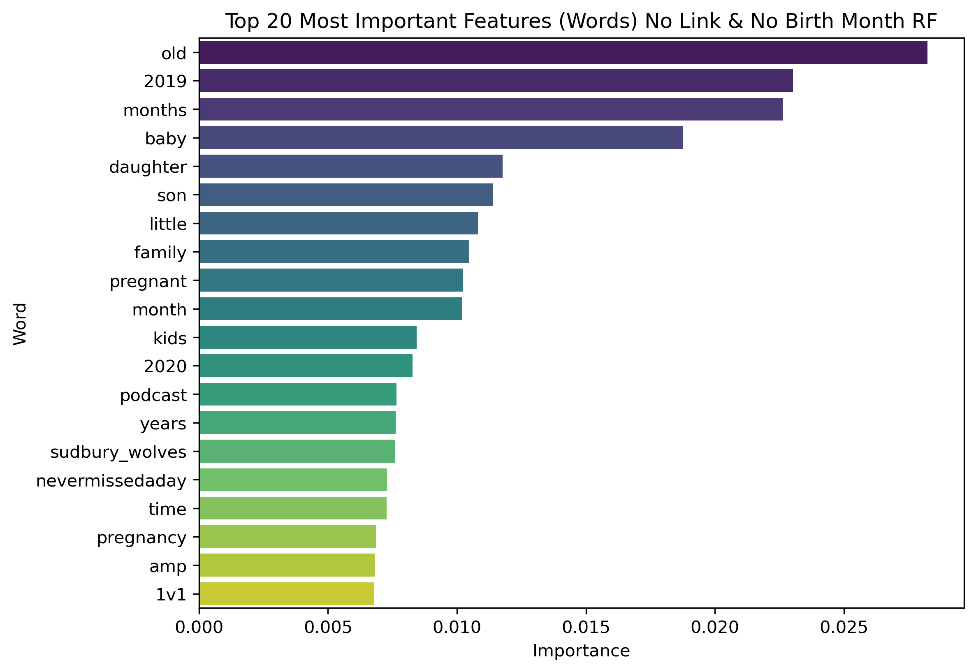 Top 20 Most Important Features (Words) No Link & No Birth Month RF
old
2019
months
baby
daughter
son
little
family
pregnant
month
kids
2020
podcast
years
sudbury_wolves
nevermissedaday
time
pregnancy
amp
1v1
Word
0.000 0.005 0.010 0.015 0.020 0.025
Importance